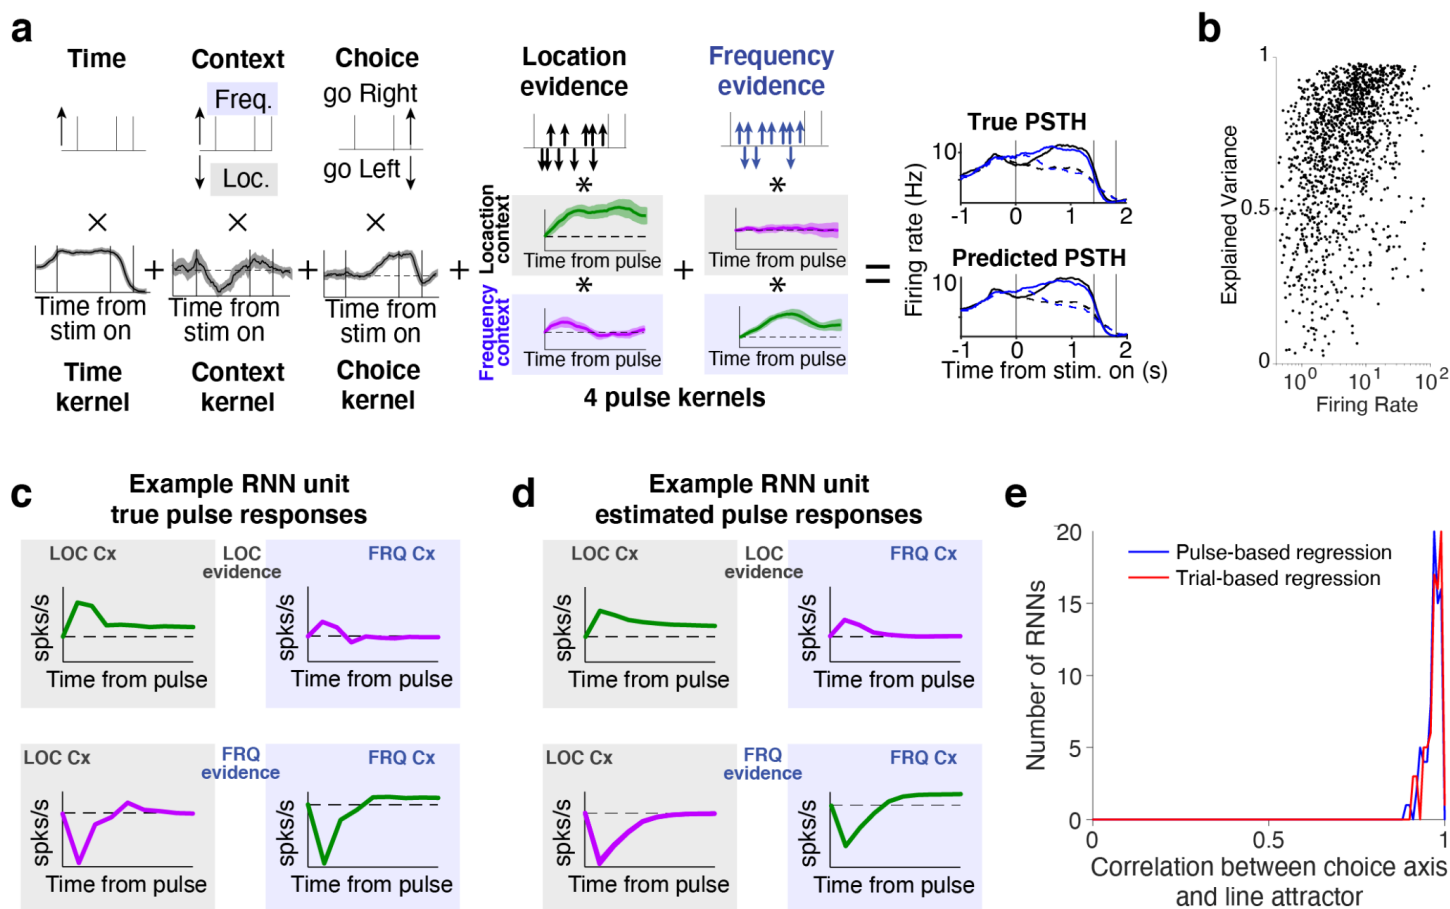 a
Time
Context
Choice
Location
evidence
Frequency
evidence
Freq.
Loc.
go Right
go Left
×
×
×
*
*
Locaction
context
Time from pulse
Time from pulse
*
*
Frequency
context
Time from pulse
Time from pulse
+
+
+
+
=
Time from
stim on
Time from
stim on
Time from
stim on
Time
kernel
Context
kernel
Choice
kernel
4 pulse kernels
True PSTH
10
-1 0 1 2
Predicted PSTH
10
-1 0 1 2
Firing rate (Hz)
Time from stim. on (s)
b
1
0.5
0
Explained Variance
10^0 10^1 10^2
Firing Rate
c
Example RNN unit
true pulse responses
LOC Cx
LOC
evidence
FRQ Cx
spks/s
Time from pulse
spks/s
Time from pulse
LOC Cx
FRQ
evidence
FRQ Cx
spks/s
Time from pulse
spks/s
Time from pulse
d
Example RNN unit
estimated pulse responses
LOC Cx
LOC
evidence
FRQ Cx
spks/s
Time from pulse
spks/s
Time from pulse
LOC Cx
FRQ
evidence
FRQ Cx
spks/s
Time from pulse
spks/s
Time from pulse
e
20
15
10
5
0
Number of RNNs
Pulse-based regression
Trial-based regression
0 0.5 1
Correlation between choice axis
and line attractor